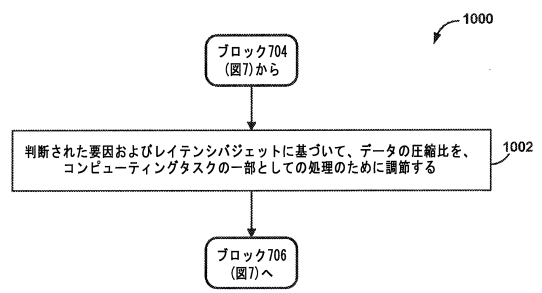 1000
ブロック704
(図7)から
判断された要因およびレイテンシバジェットに基づいて、データの圧縮比を、
コンピューティングタスクの一部としての処理のために調節する
1002
ブロック706
(図7)へ